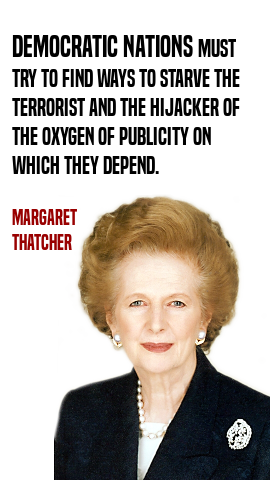 DEMOCRATIC NATIONS MUST
TRY TO FIND WAYS TO STARVE THE
TERRORIST AND THE HIJACKER OF
THE OXYGEN OF PUBLICITY ON
WHICH THEY DEPEND.
MARGARET
THATCHER